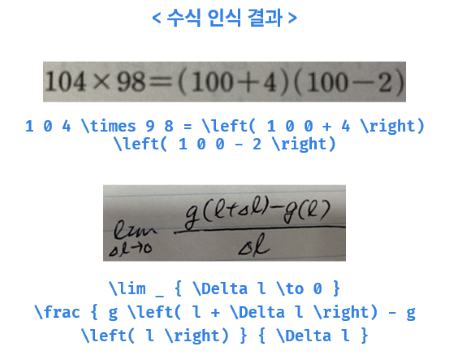 < 수식 인식 결과 >
104×98=(100+4)(100−2)
1 0 4 \times 9 8 = \left( 1 0 0 + 4 \right)
\left( 1 0 0 - 2 \right)
g(l+Δl)-g(l)
lim
Δl→0
Δl
\lim _ { \Delta l \to 0 }
\frac { g \left( l + \Delta l \right) - g
\left( l \right) } { \Delta l }